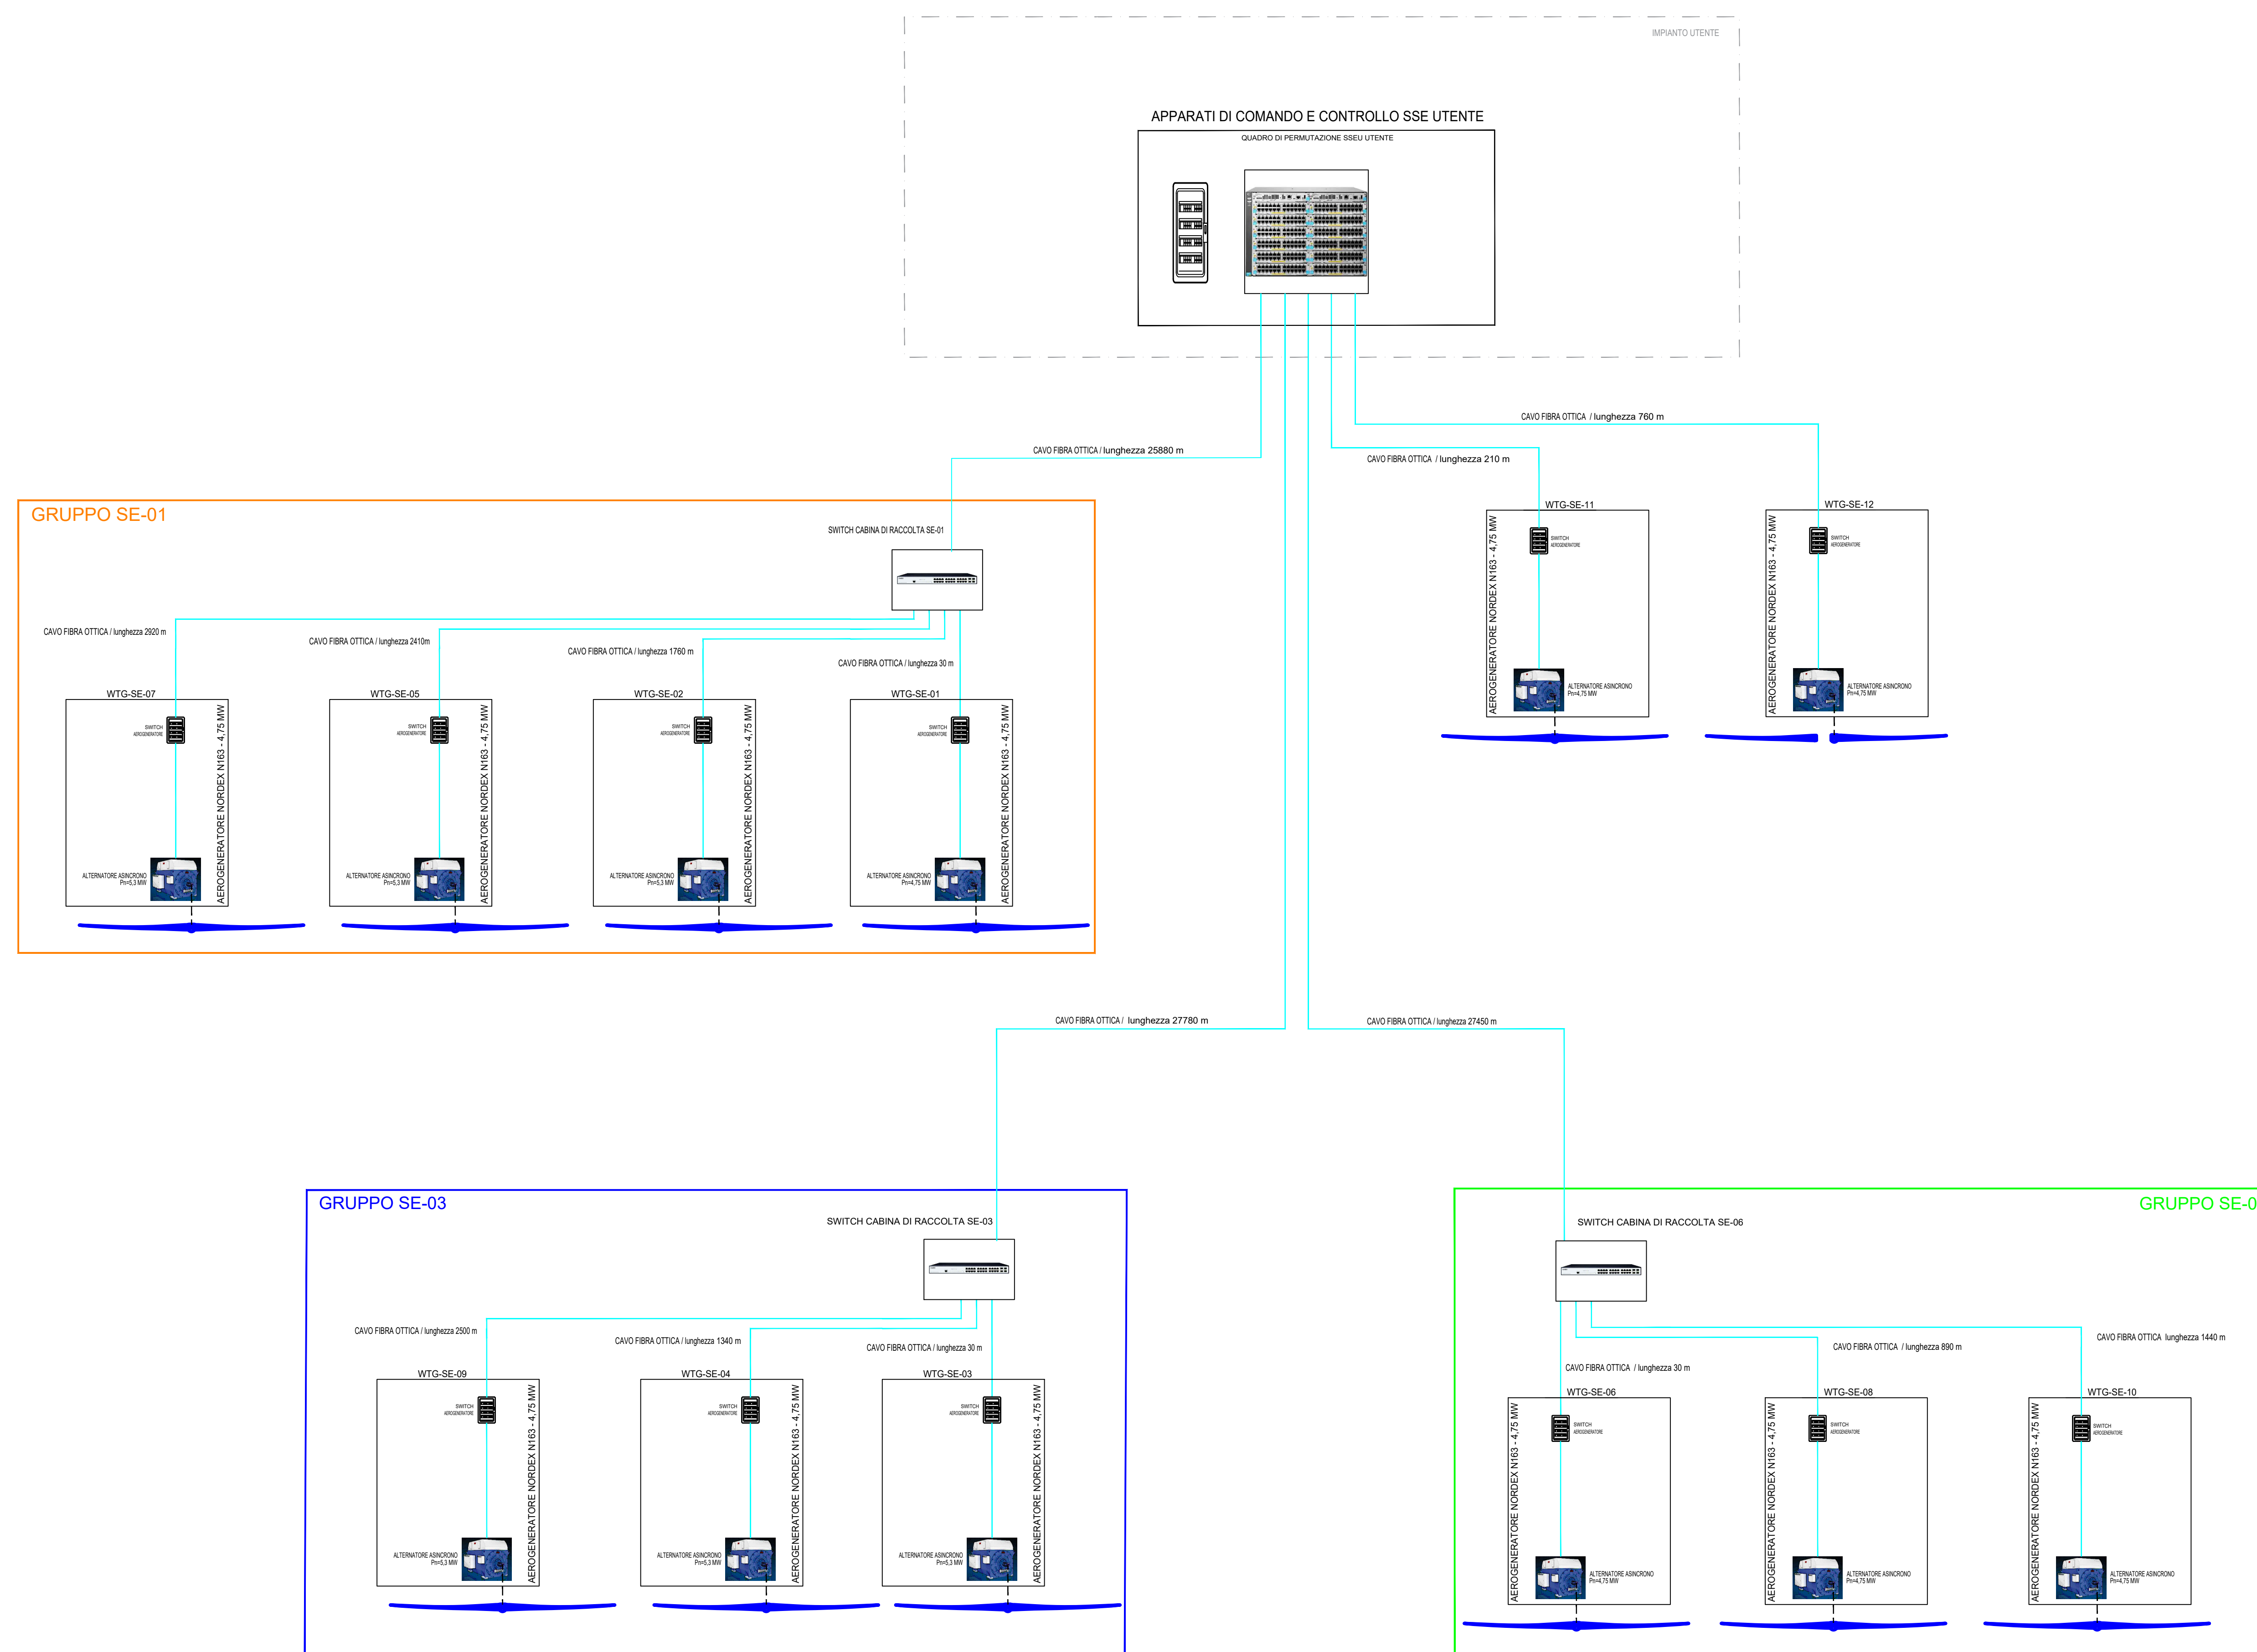 IMPIANTO UTENTE
APPARATI DI COMANDO E CONTROLLO SSE UTENTE
QUADRO DI PERMUTAZIONE SSEU UTENTE
CAVO FIBRA OTTICA / lunghezza 760 m
CAVO FIBRA OTTICA / lunghezza 25880 m
CAVO FIBRA OTTICA / lunghezza 210 m
GRUPPO SE-01
SWITCH CABINA DI RACCOLTA SE-01
CAVO FIBRA OTTICA / lunghezza 2920 m
CAVO FIBRA OTTICA / lunghezza 2410m
CAVO FIBRA OTTICA / lunghezza 1760 m
CAVO FIBRA OTTICA / lunghezza 30 m
WTG-SE-07
SWITCH
AEROGENERATORE
AEROGENERATORE NORDEX N163 - 4,75 MW
ALTERNATORE ASINCRONO
Pn=5,3 MW
WTG-SE-05
SWITCH
AEROGENERATORE
AEROGENERATORE NORDEX N163 - 4,75 MW
ALTERNATORE ASINCRONO
Pn=5,3 MW
WTG-SE-02
SWITCH
AEROGENERATORE
AEROGENERATORE NORDEX N163 - 4,75 MW
ALTERNATORE ASINCRONO
Pn=5,3 MW
WTG-SE-01
SWITCH
AEROGENERATORE
AEROGENERATORE NORDEX N163 - 4,75 MW
ALTERNATORE ASINCRONO
Pn=4,75 MW
WTG-SE-11
AEROGENERATORE NORDEX N163 - 4,75 MW
SWITCH
AEROGENERATORE
ALTERNATORE ASINCRONO
Pn=4,75 MW
WTG-SE-12
AEROGENERATORE NORDEX N163 - 4,75 MW
SWITCH
AEROGENERATORE
ALTERNATORE ASINCRONO
Pn=4,75 MW
CAVO FIBRA OTTICA / lunghezza 27780 m
CAVO FIBRA OTTICA / lunghezza 27450 m
GRUPPO SE-03
SWITCH CABINA DI RACCOLTA SE-03
CAVO FIBRA OTTICA / lunghezza 2500 m
CAVO FIBRA OTTICA / lunghezza 1340 m
CAVO FIBRA OTTICA / lunghezza 30 m
WTG-SE-09
SWITCH
AEROGENERATORE
AEROGENERATORE NORDEX N163 - 4,75 MW
ALTERNATORE ASINCRONO
Pn=5,3 MW
WTG-SE-04
SWITCH
AEROGENERATORE
AEROGENERATORE NORDEX N163 - 4,75 MW
ALTERNATORE ASINCRONO
Pn=5,3 MW
WTG-SE-03
SWITCH
AEROGENERATORE
AEROGENERATORE NORDEX N163 - 4,75 MW
ALTERNATORE ASINCRONO
Pn=5,3 MW
GRUPPO SE-0
SWITCH CABINA DI RACCOLTA SE-06
CAVO FIBRA OTTICA lunghezza 1440 m
CAVO FIBRA OTTICA / lunghezza 890 m
CAVO FIBRA OTTICA / lunghezza 30 m
WTG-SE-06
AEROGENERATORE NORDEX N163 - 4,75 MW
SWITCH
AEROGENERATORE
ALTERNATORE ASINCRONO
Pn=4,75 MW
WTG-SE-08
AEROGENERATORE NORDEX N163 - 4,75 MW
SWITCH
AEROGENERATORE
ALTERNATORE ASINCRONO
Pn=4,75 MW
WTG-SE-10
AEROGENERATORE NORDEX N163 - 4,75 MW
SWITCH
AEROGENERATORE
ALTERNATORE ASINCRONO
Pn=4,75 MW